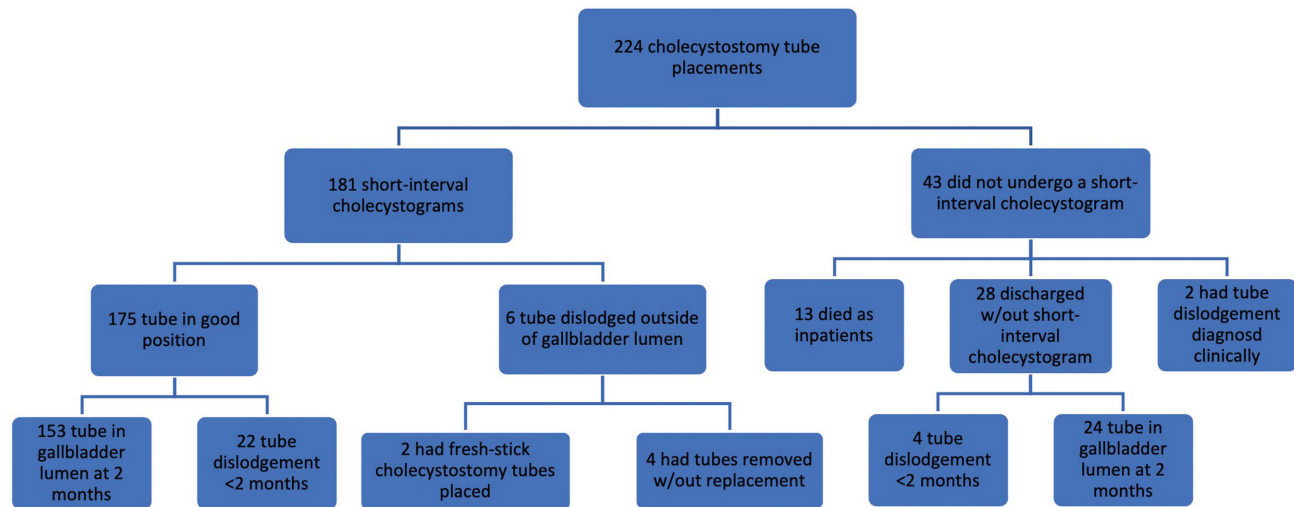 224 cholecystostomy tube
placements
181 short-interval
cholecystograms
43 did not undergo a short-
interval cholecystogram
175 tube in good
position
6 tube dislodged outside
of gallbladder lumen
13 died as
inpatients
28 discharged
w/out short-
interval
cholecystogram
2 had tube
dislodgement
diagnosd
clinically
153 tube in
gallbladder
lumen at 2
months
22 tube
dislodgement
<2 months
2 had fresh-stick
cholecystostomy tubes
placed
4 had tubes removed
w/out replacement
4 tube
dislodgement
<2 months
24 tube in
gallbladder
lumen at 2
months